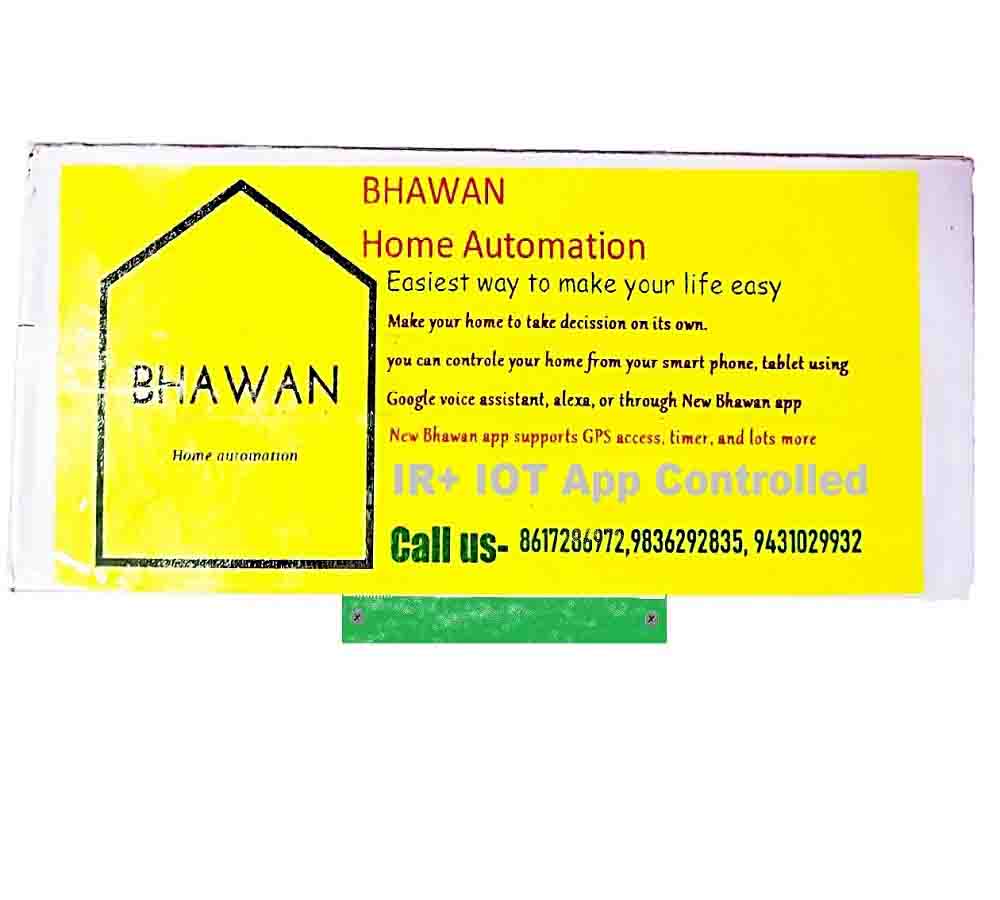 BHAWAN
Home automation
BHAWAN
Home Automation
Easiest way to make your life easy
Make your home to take decission on its own.
you can controle your home from your smart phone, tablet using
Google voice assistant, alexa, or through New Bhawan app
New Bhawan app supports GPS access, timer, and lots more
IR+ IOT App Controlled
Call us- 8617286972,9836292835, 9431029932